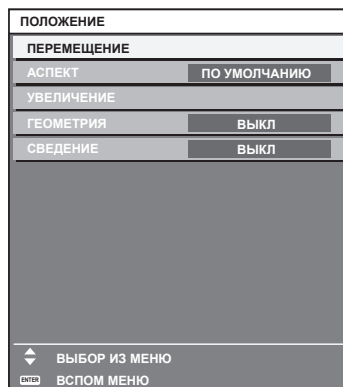 ПОЛОЖЕНИЕ
ПЕРЕМЕЩЕНИЕ
АСПЕКТ ПО УМОЛЧАНИЮ
УВЕЛИЧЕНИЕ
ГЕОМЕТРИЯ ВЫКЛ
СВЕДЕНИЕ ВЫКЛ
ВЫБОР ИЗ МЕНЮ
ENTER ВСПОМ МЕНЮ